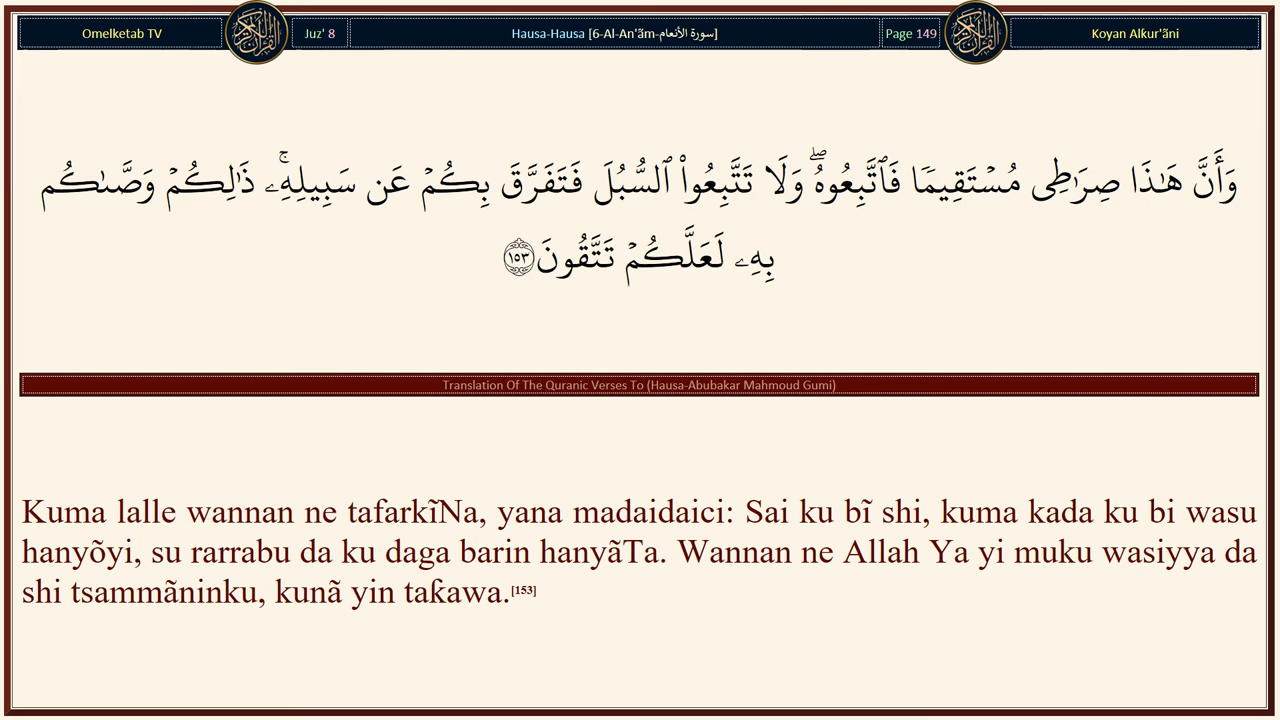 Omelketab TV
Juz' 8
Hausa-Hausa [6-Al-An'ãm-سورة الأنعام]
Page 149
Koyan Alƙur'ãni
وَأَنَّ هَـٰذَا صِرَٰطِى مُسْتَقِيمًا فَٱتَّبِعُوهُ ۖ وَلَا تَتَّبِعُوا۟ ٱلسُّبُلَ فَتَفَرَّقَ بِكُمْ عَن سَبِيلِهِۦ ۚ ذَٰلِكُمْ وَصَّىٰكُم
بِهِۦ لَعَلَّكُمْ تَتَّقُونَ ١٥٣
Translation Of The Quranic Verses To (Hausa-Abubakar Mahmoud Gumi)
Kuma lalle wannan ne tafarkĩNa, yana madaidaici: Sai ku bĩ shi, kuma kada ku bi wasu
hanyõyi, su rarrabu da ku daga barin hanyãTa. Wannan ne Allah Ya yi muku wasiyya da
shi tsammãninku, kunã yin taƙawa.[153]